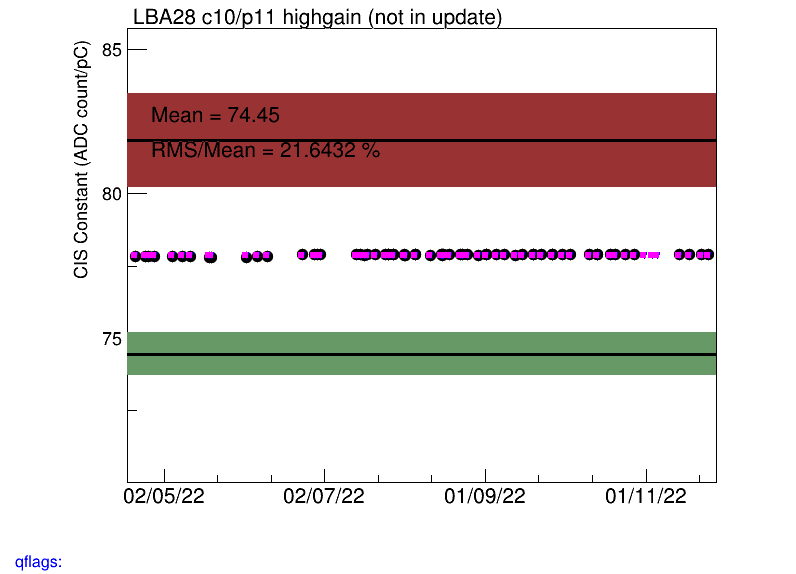 LBA28 c10/p11 highgain (not in update)
CIS Constant (ADC count/pC)
85
Mean = 74.45
RMS/Mean = 21.6432 %
80
75
02/05/22 02/07/22 01/09/22 01/11/22
qflags: